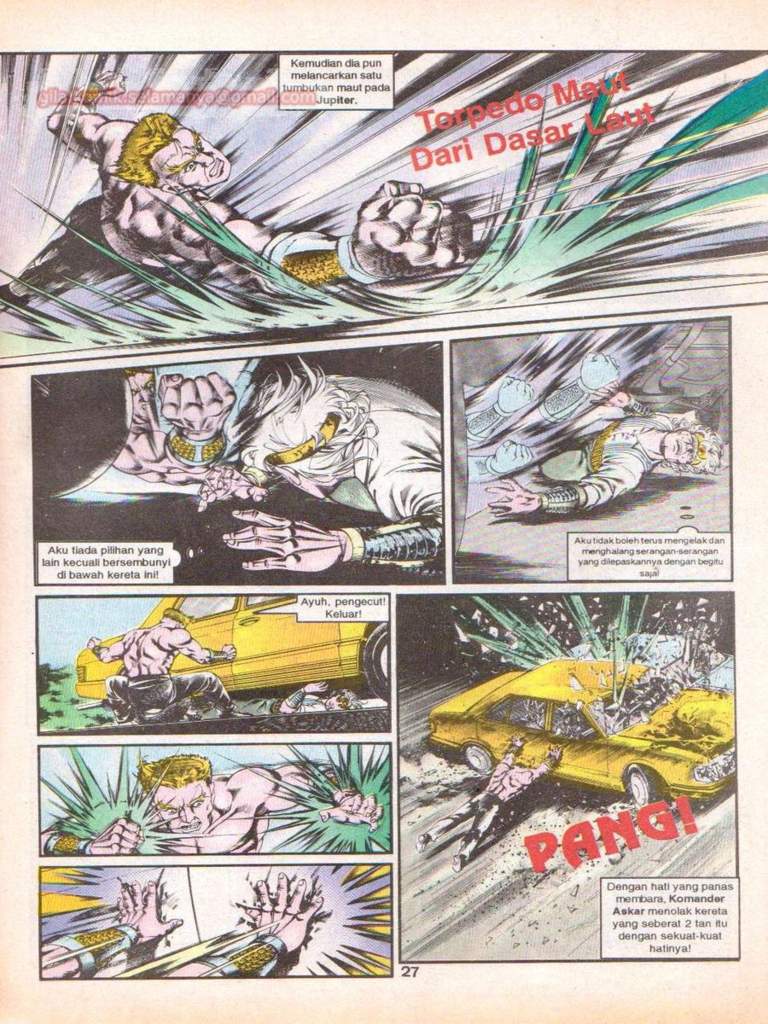 Kemudian dia pun
melancarkan satu
tumbukan maut pada
Jupiter.
Torpedo Maut
Dari Dasar Laut
Aku tiada pilihan yang
lain kecuali bersembunyi
di bawah kereta ini!
Aku tidak boleh terus mengelak dan
menghalang serangan-serangan
yang dilepaskannya dengan begitu
saja!
Ayuh, pengecut!
Keluar!
PANG!
Dengan hati yang panas
membara, Komander
Askar menolak kereta
yang seberat 2 tan itu
dengan sekuat-kuat
hatinya!
27